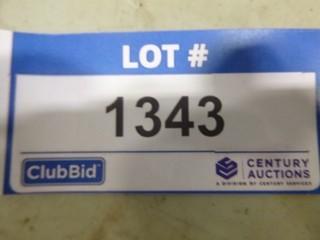 LOT #
1343
ClubBid
CENTURY
AUCTIONS
A DIVISION OF CENTURY SERVICES